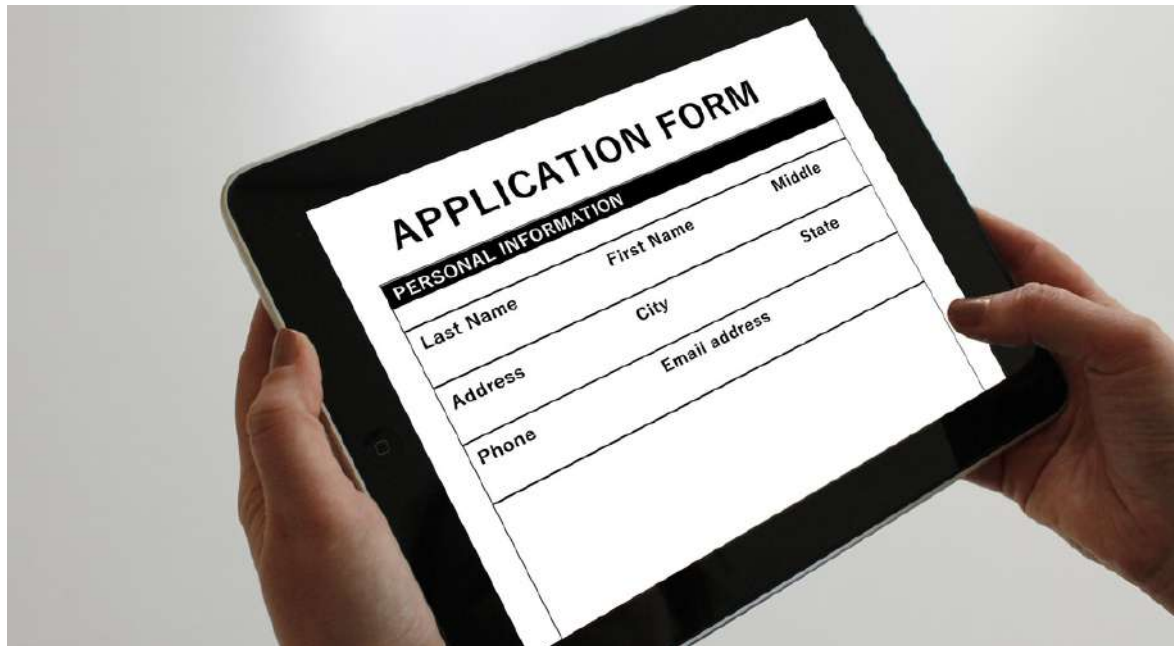 APPLICATION FORM
PERSONAL INFORMATION
Last Name First Name Middle
Address City State
Phone Email address